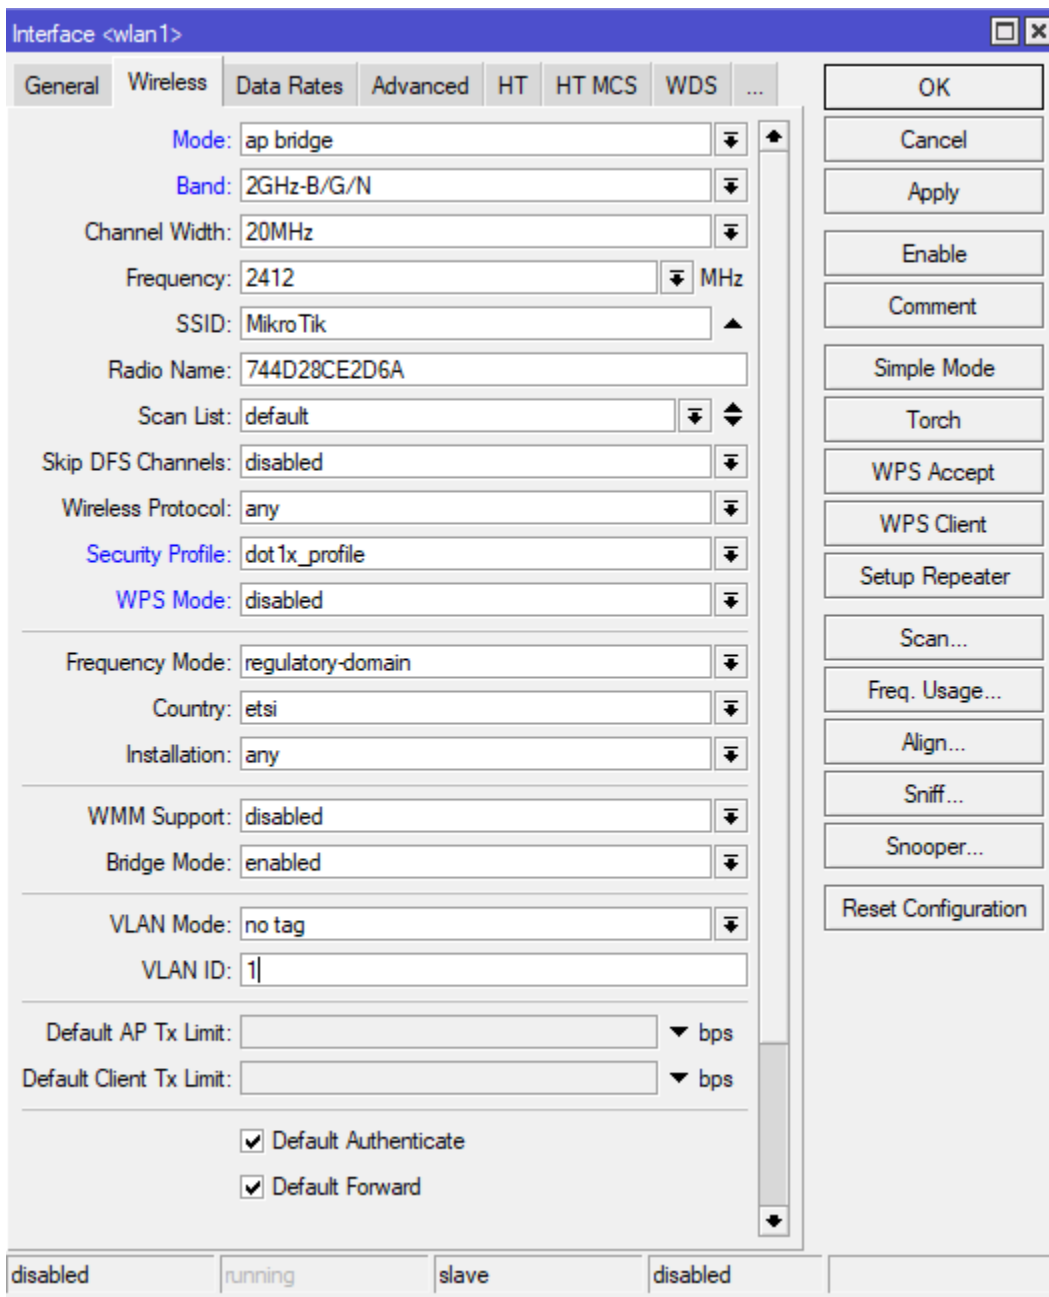 Interface <wlan1>
General Wireless Data Rates Advanced HT HT MCS WDS ...
Mode: ap bridge
Band: 2GHz-B/G/N
Channel Width: 20MHz
Frequency: 2412 MHz
SSID: MikroTik
Radio Name: 744D28CE2D6A
Scan List: default
Skip DFS Channels: disabled
Wireless Protocol: any
Security Profile: dot1x_profile
WPS Mode: disabled
Frequency Mode: regulatory-domain
Country: etsi
Installation: any
WMM Support: disabled
Bridge Mode: enabled
VLAN Mode: no tag
VLAN ID: 1
Default AP Tx Limit: bps
Default Client Tx Limit: bps
Default Authenticate
Default Forward
OK
Cancel
Apply
Enable
Comment
Simple Mode
Torch
WPS Accept
WPS Client
Setup Repeater
Scan...
Freq. Usage...
Align...
Sniff...
Snooper...
Reset Configuration
disabled running slave disabled